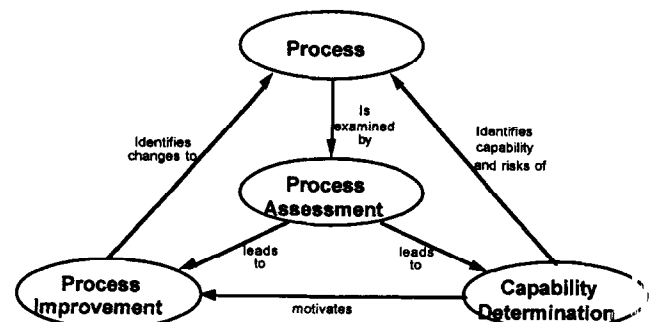 Process
Is
examined
by
Identifies
changes to
Identifies
capability
and risks of
Process
Assessment
leads
to
leads
to
Process
Improvement
motivates
Capability
Determination